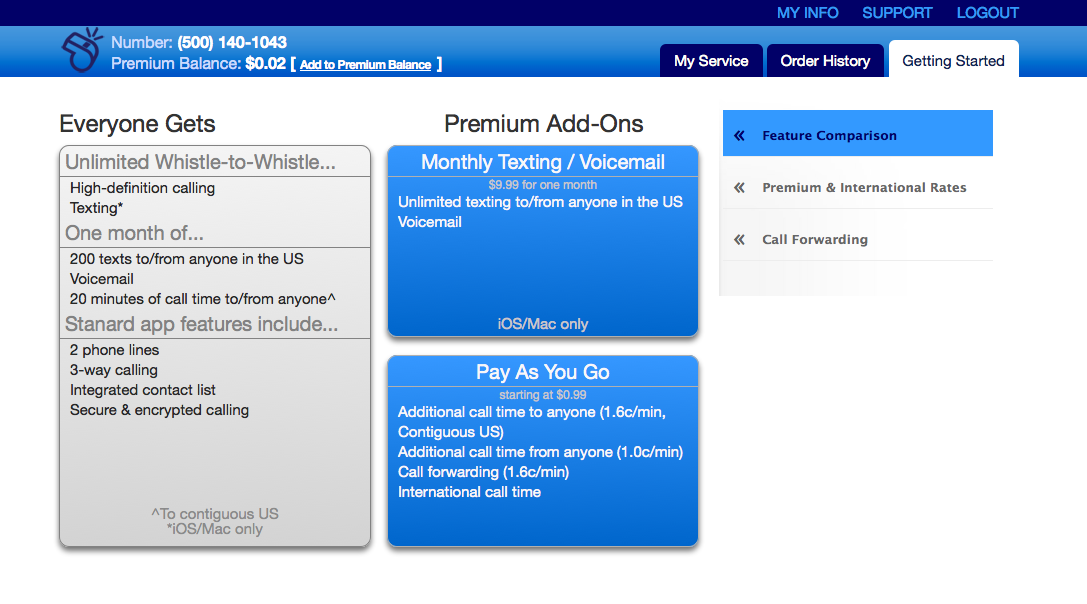 MY INFO SUPPORT LOGOUT
Number: (500) 140-1043
Premium Balance: $0.02 [ Add to Premium Balance ]
My Service Order History Getting Started
Everyone Gets
Unlimited Whistle-to-Whistle...
High-definition calling
Texting*
One month of...
200 texts to/from anyone in the US
Voicemail
20 minutes of call time to/from anyone^
Stanard app features include...
2 phone lines
3-way calling
Integrated contact list
Secure & encrypted calling
^To contiguous US
*iOS/Mac only
Premium Add-Ons
Monthly Texting / Voicemail
$9.99 for one month
Unlimited texting to/from anyone in the US
Voicemail
iOS/Mac only
Pay As You Go
starting at $0.99
Additional call time to anyone (1.6c/min,
Contiguous US)
Additional call time from anyone (1.0c/min)
Call forwarding (1.6c/min)
International call time
« Feature Comparison
« Premium & International Rates
« Call Forwarding